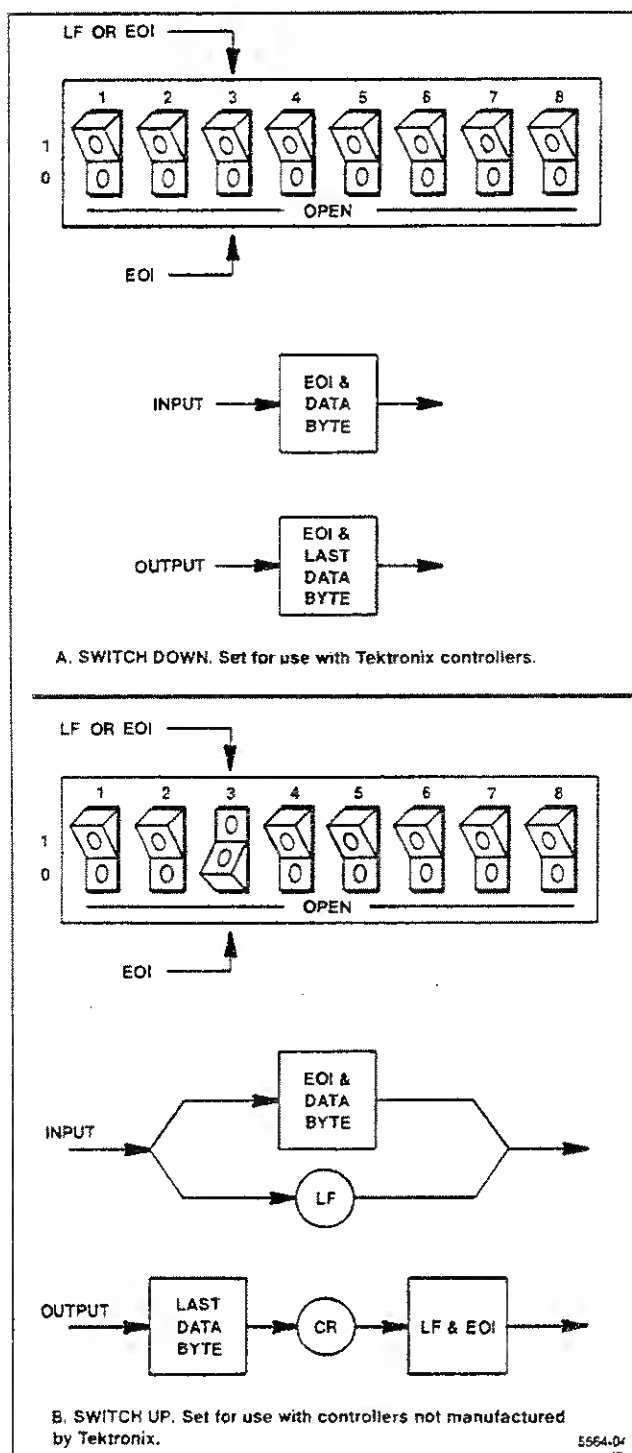 LF OR EOI
1 2 3 4 5 6 7 8
1
0
OPEN
EOI
INPUT
EOI &
DATA
BYTE
OUTPUT
EOI &
LAST
DATA
BYTE
A. SWITCH DOWN. Set for use with Tektronix controllers.
LF OR EOI
1 2 3 4 5 6 7 8
1
0
OPEN
EOI
INPUT
EOI &
DATA
BYTE
LF
OUTPUT
LAST
DATA
BYTE
CR
LF & EOI
B. SWITCH UP. Set for use with controllers not manufactured
by Tektronix.
5564-04